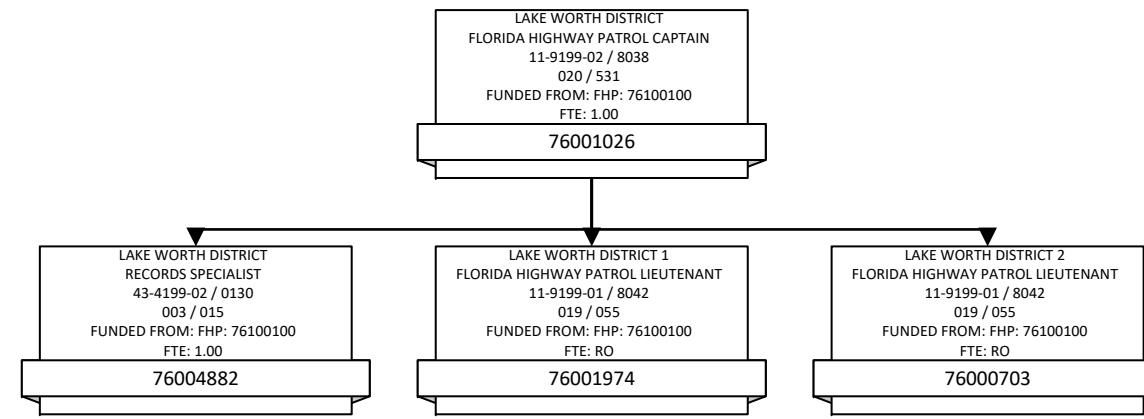 LAKE WORTH DISTRICT
FLORIDA HIGHWAY PATROL CAPTAIN
11-9199-02 / 8038
020 / 531
FUNDED FROM: FHP: 76100100
FTE: 1.00
76001026
LAKE WORTH DISTRICT
RECORDS SPECIALIST
43-4199-02 / 0130
003 / 015
FUNDED FROM: FHP: 76100100
FTE: 1.00
76004882
LAKE WORTH DISTRICT 1
FLORIDA HIGHWAY PATROL LIEUTENANT
11-9199-01 / 8042
019 / 055
FUNDED FROM: FHP: 76100100
FTE: RO
76001974
LAKE WORTH DISTRICT 2
FLORIDA HIGHWAY PATROL LIEUTENANT
11-9199-01 / 8042
019 / 055
FUNDED FROM: FHP: 76100100
FTE: RO
76000703